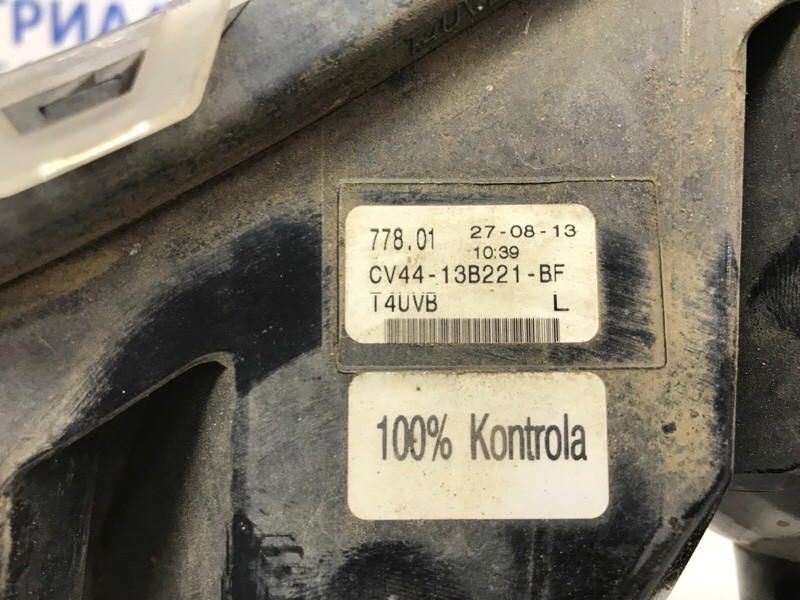 778,01 27-08-13
10:39
CV44-13B221-BF
T4UVB L
100% Kontrola